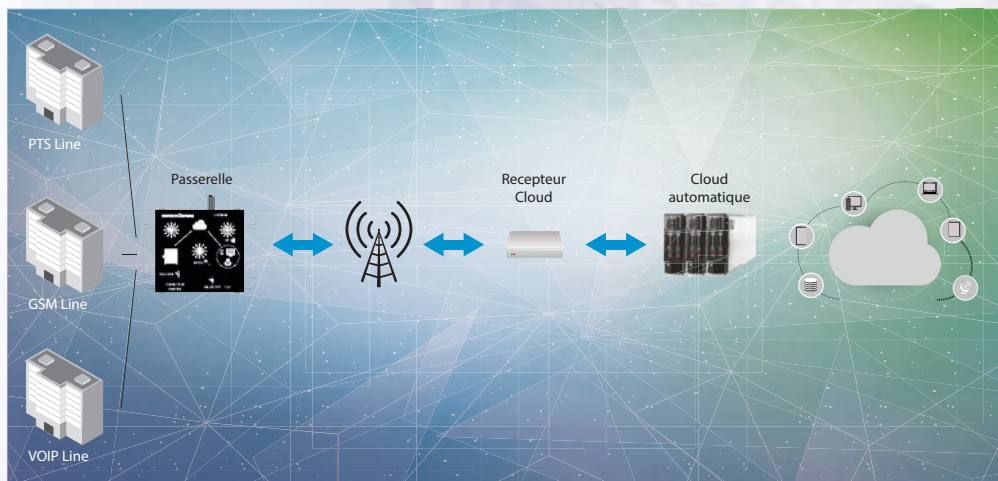 PTS Line
GSM Line
VOIP Line
Passerelle
Recepteur
Cloud
Cloud
automatique